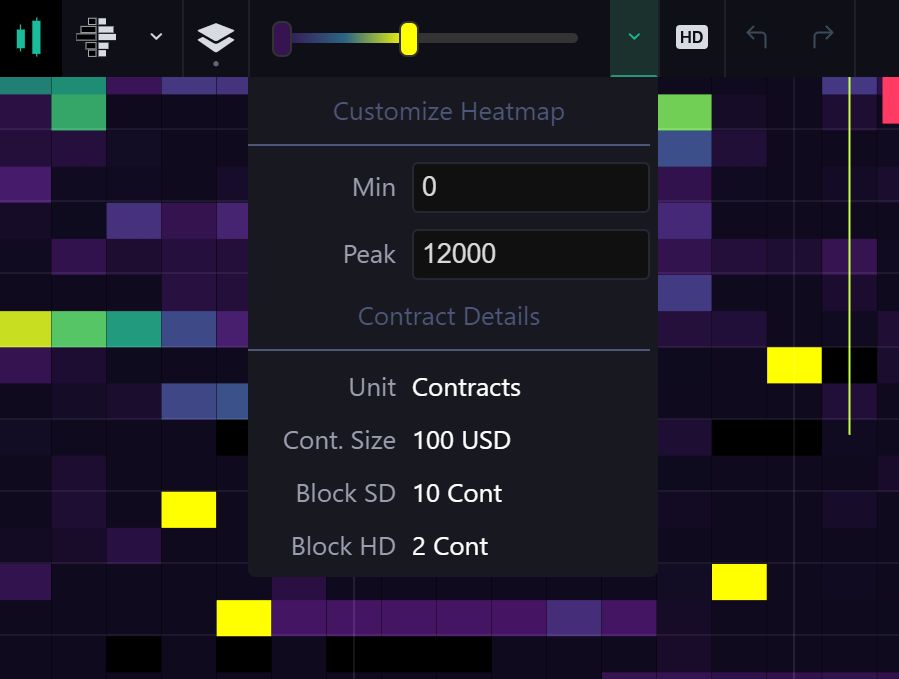 HD
Customize Heatmap
Min 0
Peak 12000
Contract Details
Unit Contracts
Cont. Size 100 USD
Block SD 10 Cont
Block HD 2 Cont